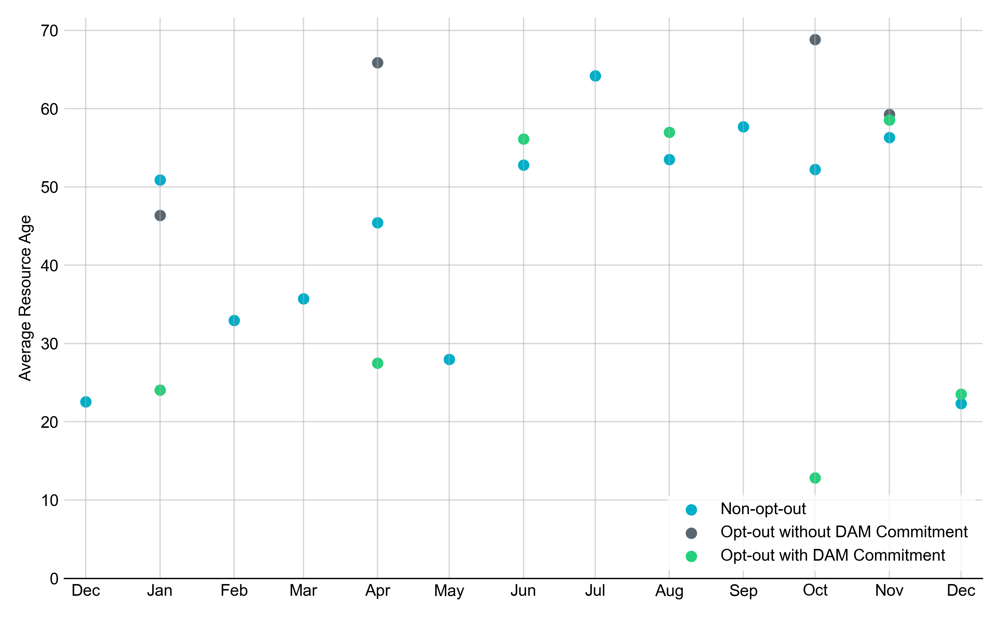 70
60
50
40
30
20
10
0
Average Resource Age
Non-opt-out
Opt-out without DAM Commitment
Opt-out with DAM Commitment
Dec Jan Feb Mar Apr May Jun Jul Aug Sep Oct Nov Dec